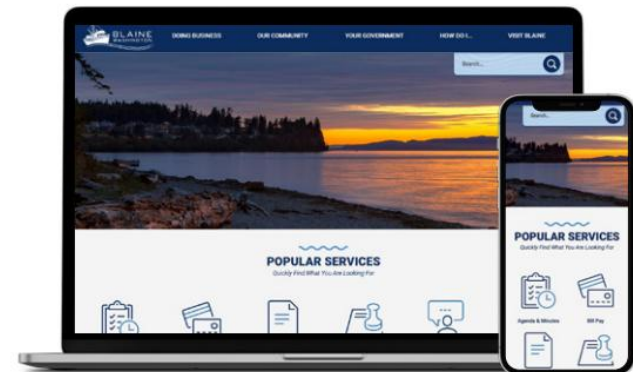 BLAINE
WASHINGTON
DOING BUSINESS
OUR COMMUNITY
YOUR GOVERNMENT
HOW DO I...
VISIT BLAINE
Search...
POPULAR SERVICES
Quickly Find What You Are Looking For
Search...
POPULAR SERVICES
Quickly Find What You Are Looking For
Agenda & Minutes
Bill Pay